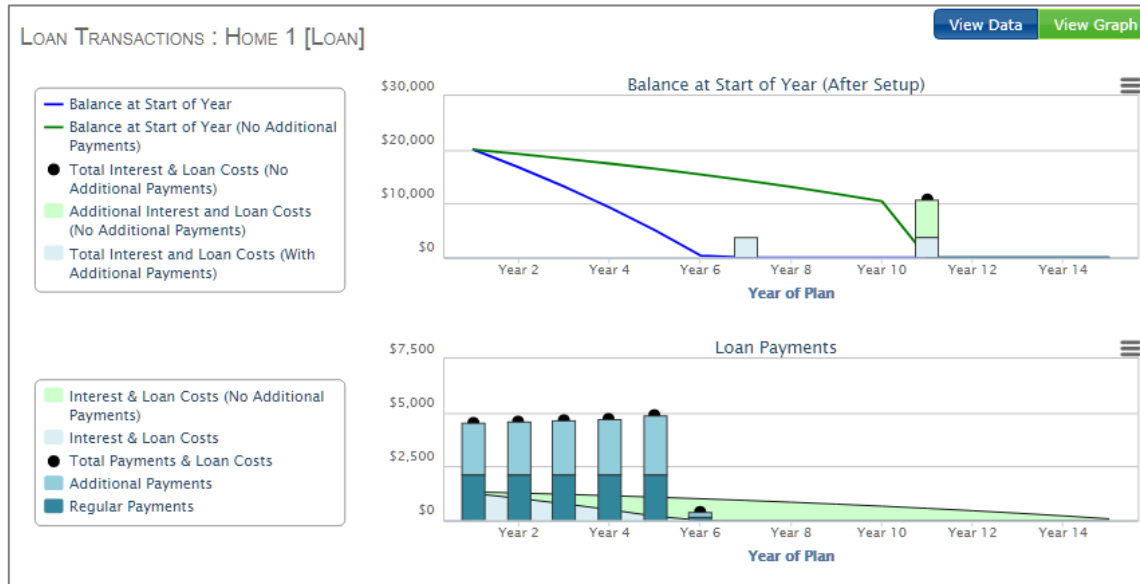 LOAN TRANSACTIONS : HOME 1 [LOAN]
View Data
View Graph
Balance at Start of Year
Balance at Start of Year (No Additional
Payments)
Total Interest & Loan Costs (No
Additional Payments)
Additional Interest and Loan Costs
(No Additional Payments)
Total Interest and Loan Costs (With
Additional Payments)
Balance at Start of Year (After Setup)
$30,000
$20,000
$10,000
$0
Year 2 Year 4 Year 6 Year 8 Year 10 Year 12 Year 14
Year of Plan
Interest & Loan Costs (No Additional
Payments)
Interest & Loan Costs
Total Payments & Loan Costs
Additional Payments
Regular Payments
Loan Payments
$7,500
$5,000
$2,500
$0
Year 2 Year 4 Year 6 Year 8 Year 10 Year 12 Year 14
Year of Plan